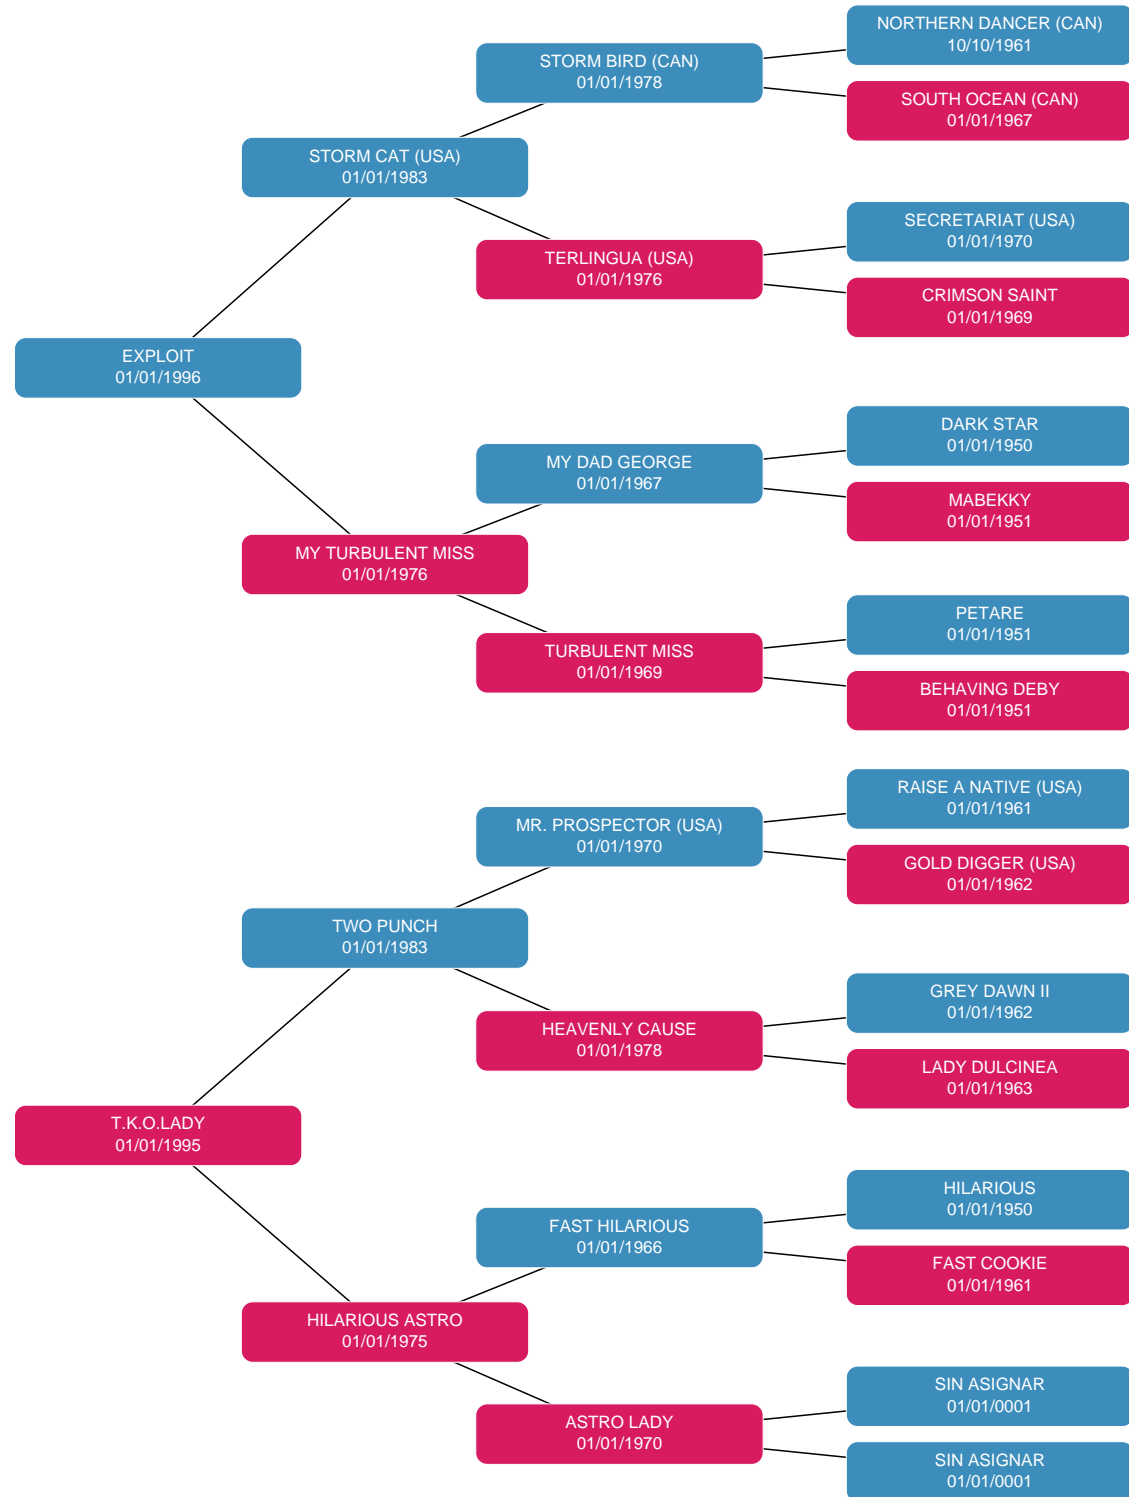 NORTHERN DANCER (CAN)
10/10/1961
STORM BIRD (CAN)
01/01/1978
SOUTH OCEAN (CAN)
01/01/1967
STORM CAT (USA)
01/01/1983
SECRETARIAT (USA)
01/01/1970
TERLINGUA (USA)
01/01/1976
CRIMSON SAINT
01/01/1969
EXPLOIT
01/01/1996
DARK STAR
01/01/1950
MY DAD GEORGE
01/01/1967
MABEKKY
01/01/1951
MY TURBULENT MISS
01/01/1976
PETARE
01/01/1951
TURBULENT MISS
01/01/1969
BEHAVING DEBY
01/01/1951
RAISE A NATIVE (USA)
01/01/1961
MR. PROSPECTOR (USA)
01/01/1970
GOLD DIGGER (USA)
01/01/1962
TWO PUNCH
01/01/1983
GREY DAWN II
01/01/1962
HEAVENLY CAUSE
01/01/1978
LADY DULCINEA
01/01/1963
T.K.O.LADY
01/01/1995
HILARIOUS
01/01/1950
FAST HILARIOUS
01/01/1966
FAST COOKIE
01/01/1961
HILARIOUS ASTRO
01/01/1975
SIN ASIGNAR
01/01/0001
ASTRO LADY
01/01/1970
SIN ASIGNAR
01/01/0001